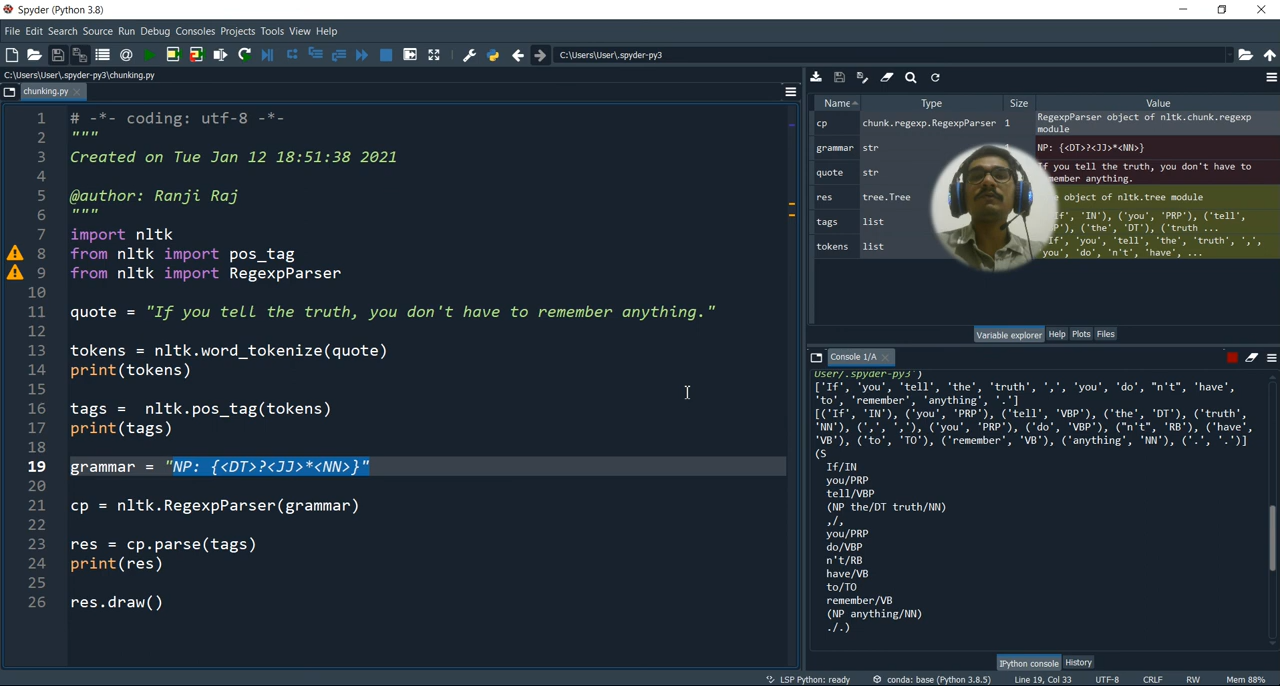 Spyder (Python 3.8)
File Edit Search Source Run Debug Consoles Projects Tools View Help
C:\Users\User\.spyder-py3
C:\Users\User\.spyder-py3\chunking.py
chunking.py
1 # -*- coding: utf-8 -*-
2 """
3 Created on Tue Jan 12 18:51:38 2021
4
5 @author: Ranji Raj
6 """
7 import nltk
8 from nltk import pos_tag
9 from nltk import RegexpParser
10
11 quote = "If you tell the truth, you don't have to remember anything."
12
13 tokens = nltk.word_tokenize(quote)
14 print(tokens)
15
16 tags =  nltk.pos_tag(tokens)
17 print(tags)
18
19 grammar = "NP: {<DT>?<JJ>*<NN>}"
20
21 cp = nltk.RegexpParser(grammar)
22
23 res = cp.parse(tags)
24 print(res)
25
26 res.draw()
Name Type Size Value
cp chunk.regexp.RegexpParser 1 RegexpParser object of nltk.chunk.regexp
module
grammar str NP: {<DT>?<JJ>*<NN>}
quote str f you tell the truth, you don't have to
member anything.
res tree.Tree object of nltk.tree module
tags list If', 'IN'), ('you', 'PRP'), ('tell',
P'), ('the', 'DT'), ('truth ...
tokens list If', 'you', 'tell', 'the', 'truth', ',',
you', 'do', 'n't', 'have', ...
Variable explorer Help Plots Files
Console 1/A
User/.spyder-py3')
['If', 'you', 'tell', 'the', 'truth', ',', 'you', 'do', "n't", 'have',
'to', 'remember', 'anything', '.']
[('If', 'IN'), ('you', 'PRP'), ('tell', 'VBP'), ('the', 'DT'), ('truth',
'NN'), (',', ','), ('you', 'PRP'), ('do', 'VBP'), ("n't", 'RB'), ('have',
'VB'), ('to', 'TO'), ('remember', 'VB'), ('anything', 'NN'), ('.', '.')]
(S
If/IN
you/PRP
tell/VBP
(NP the/DT truth/NN)
,/,
you/PRP
do/VBP
n't/RB
have/VB
to/TO
remember/VB
(NP anything/NN)
./.)
IPython console History
LSP Python: ready conda: base (Python 3.8.5) Line 19, Col 33 UTF-8 CRLF RW Mem 88%